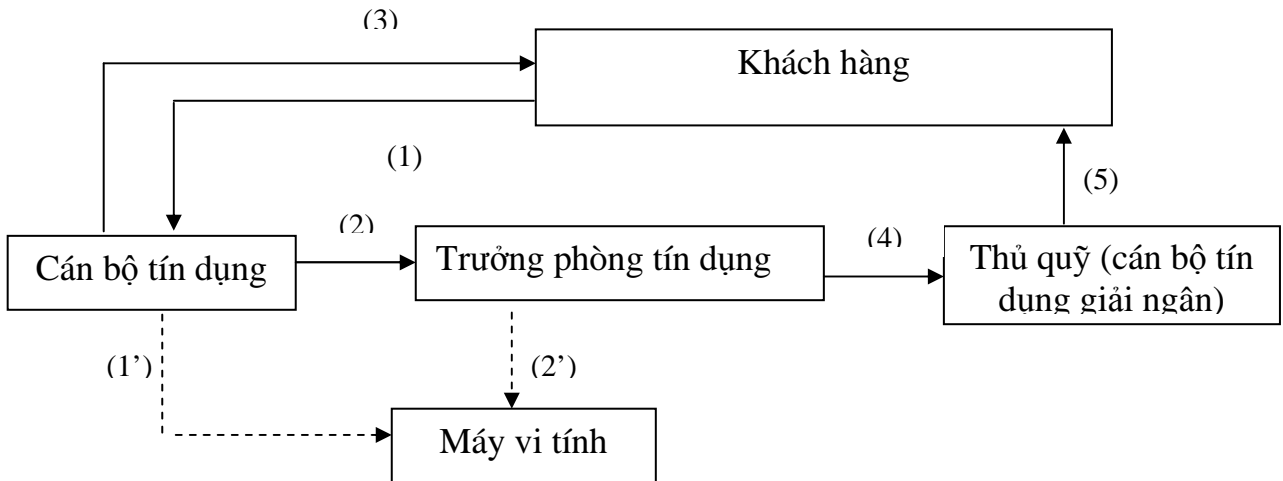 (3)
Khách hàng
(1)
(5)
(2)
(4)
Cán bộ tín dụng
Trưởng phòng tín dụng
Thủ quỹ (cán bộ tín
dụng giải ngân)
(1’)
(2’)
Máy vi tính